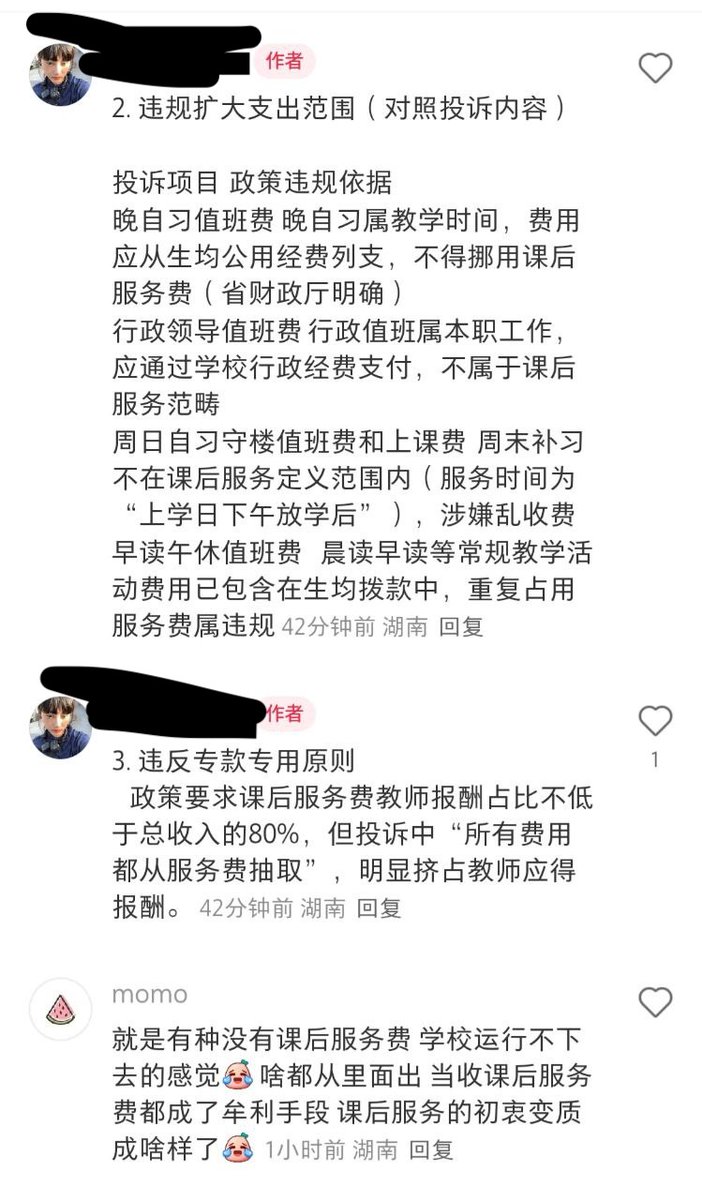 作者
2. 违规扩大支出范围（对照投诉内容）
投诉项目 政策违规依据
晚自习值班费 晚自习属教学时间，费用
应从生均公用经费列支，不得挪用课后
服务费（省财政厅明确）
行政领导值班费 行政值班属本职工作，
应通过学校行政经费支付，不属于课后
服务范畴
周日自习守楼值班费和上课费 周末补习
不在课后服务定义范围内（服务时间为
“上学日下午放学后”），涉嫌乱收费
早读午休值班费 晨读早读等常规教学活
动费用已包含在生均拨款中，重复占用
服务费属违规 42分钟前 湖南 回复
作者
3. 违反专款专用原则
1
政策要求课后服务费教师报酬占比不低
于总收入的80%，但投诉中“所有费用
都从服务费抽取”，明显挤占教师应得
报酬。 42分钟前 湖南 回复
momo
就是有种没有课后服务费 学校运行不下
去的感觉 啥都从里面出 当收课后服务
费都成了牟利手段 课后服务的初衷变质
成啥样了 1小时前 湖南 回复